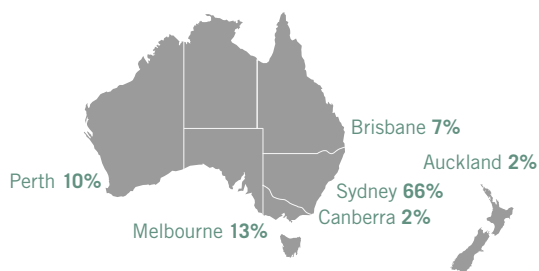 Brisbane 7%
Auckland 2%
Perth 10%
Sydney 66%
Canberra 2%
Melbourne 13%